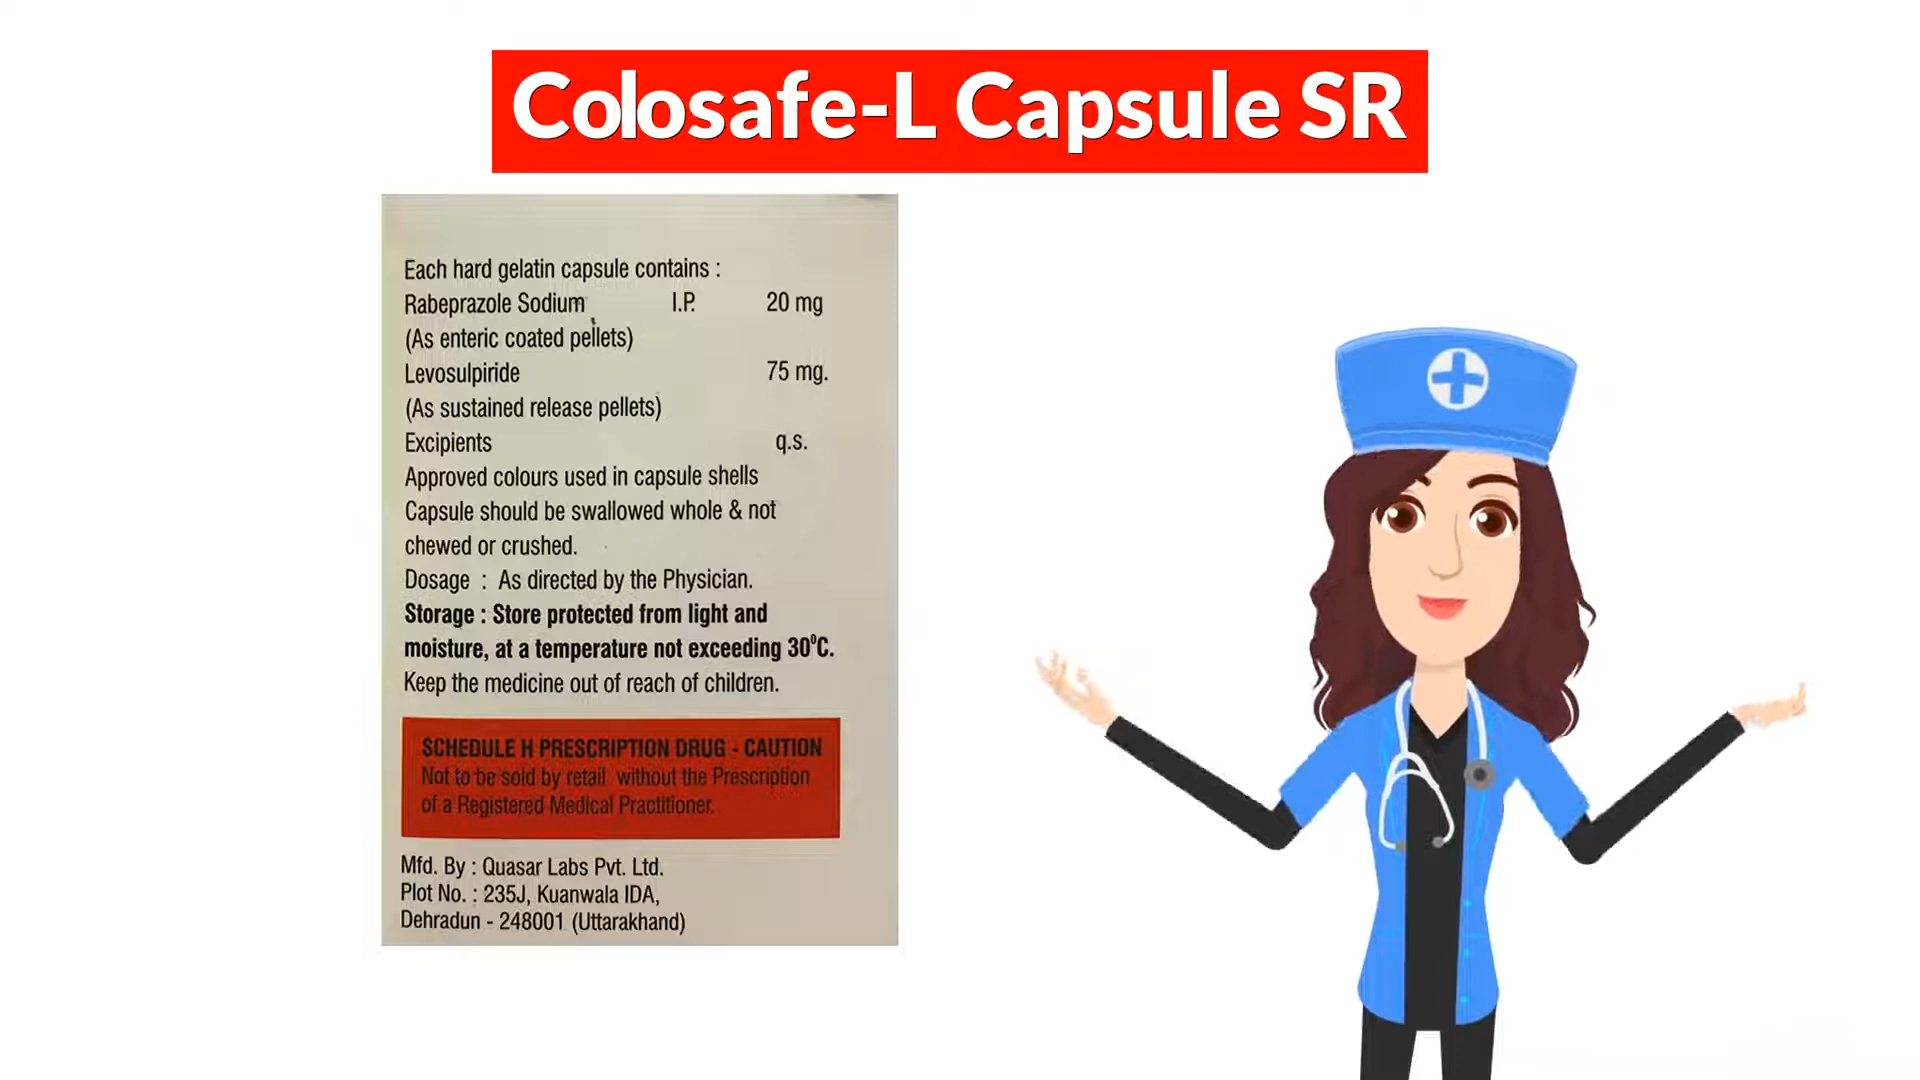 Colosafe-L Capsule SR
Each hard gelatin capsule contains :
Rabeprazole Sodium I.P. 20 mg
(As enteric coated pellets)
Levosulpiride 75 mg.
(As sustained release pellets)
Excipients q.s.
Approved colours used in capsule shells
Capsule should be swallowed whole & not
chewed or crushed.
Dosage : As directed by the Physician.
Storage : Store protected from light and
moisture, at a temperature not exceeding 30⁰C.
Keep the medicine out of reach of children.
SCHEDULE H PRESCRIPTION DRUG - CAUTION
Not to be sold by retail without the Prescription
of a Registered Medical Practitioner.
Mfd. By : Quasar Labs Pvt. Ltd.
Plot No. : 235J, Kuanwala IDA,
Dehradun - 248001 (Uttarakhand)